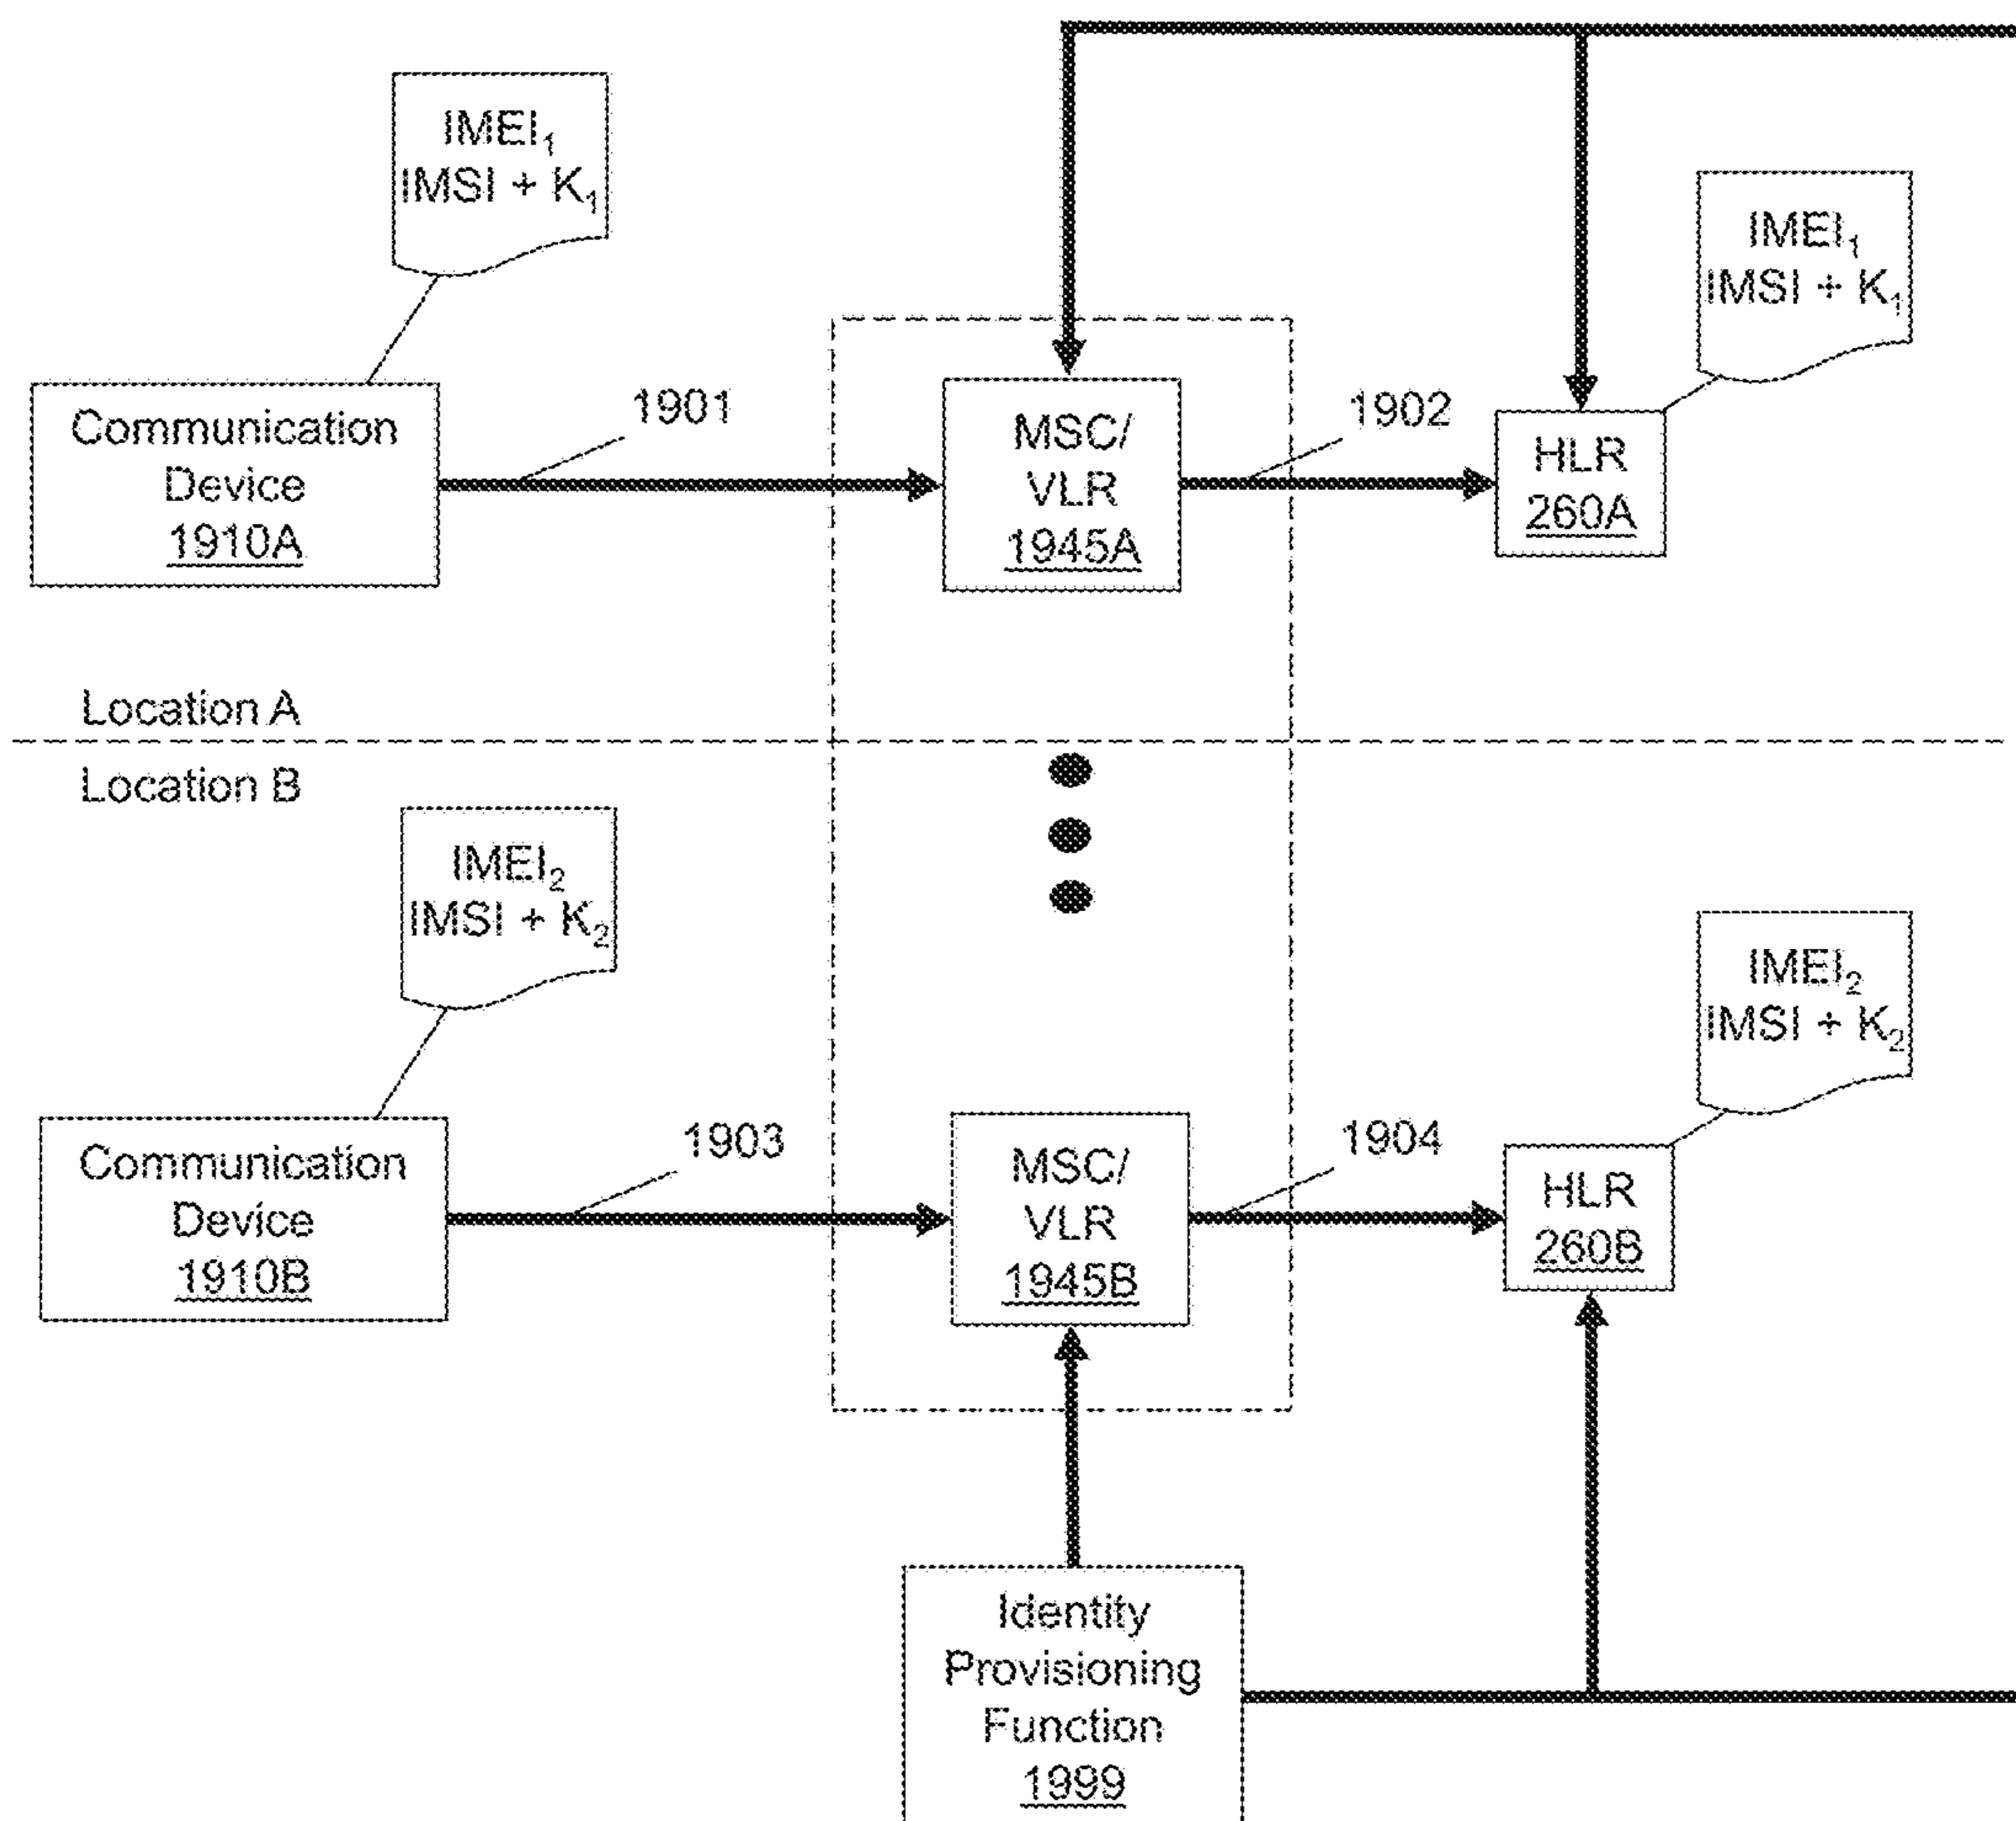 IMEI₁
IMSI + K₁
IMEI₁
IMSI + K₁
Communication
Device
1910A
1901
MSC/
VLR
1945A
1902
HLR
260A
Location A
Location B
IMEI₂
IMSI + K₂
IMEI₂
IMSI + K₂
Communication
Device
1910B
1903
MSC/
VLR
1945B
1904
HLR
260B
Identity
Provisioning
Function
1999